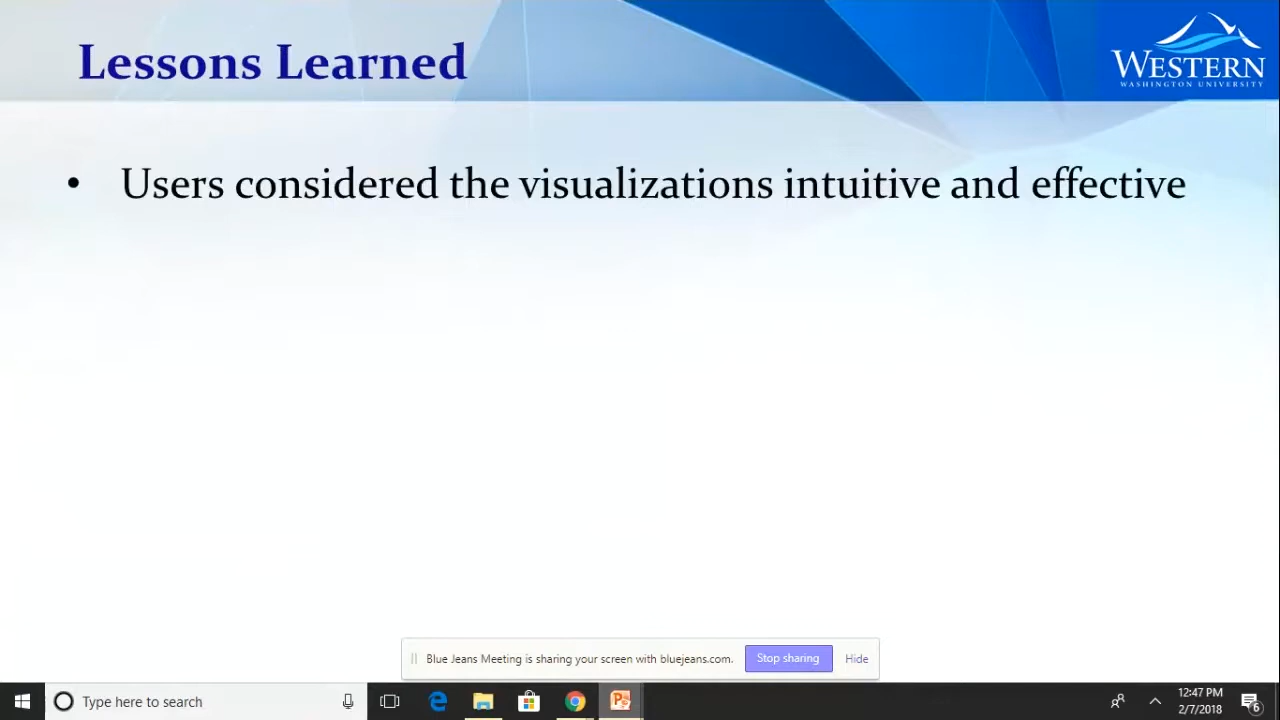 Lessons Learned
WESTERN
WASHINGTON UNIVERSITY
• Users considered the visualizations intuitive and effective
Blue Jeans Meeting is sharing your screen with bluejeans.com.
Stop sharing
Hide
Type here to search
12:47 PM
2/7/2018
6